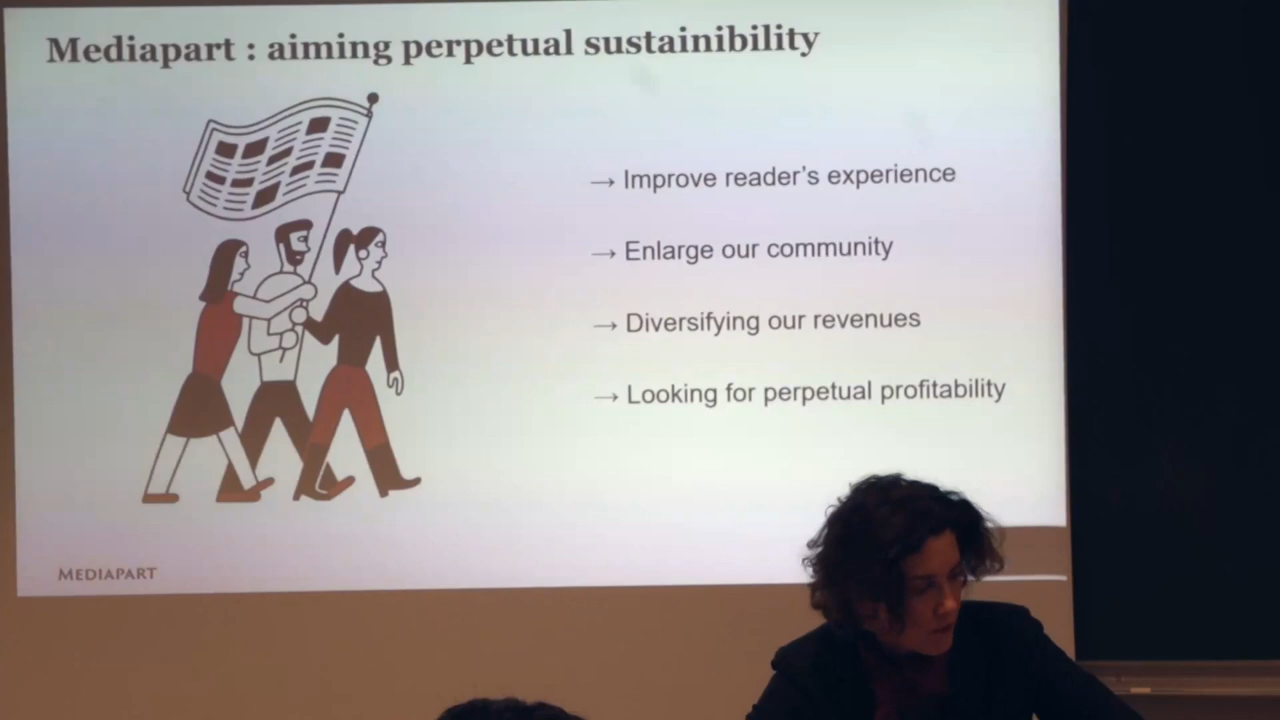 Mediapart : aiming perpetual sustainibility
→ Improve reader's experience
→ Enlarge our community
→ Diversifying our revenues
→ Looking for perpetual profitability
MEDIAPART